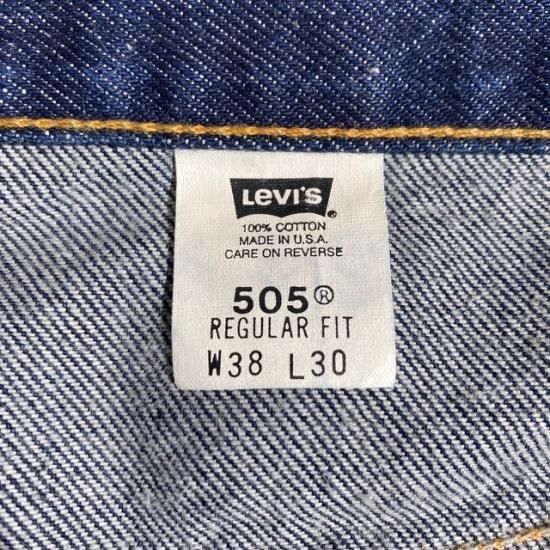 Levi's ®
100% COTTON
MADE IN U.S.A.
CARE ON REVERSE
505®
REGULAR FIT
W38 L30